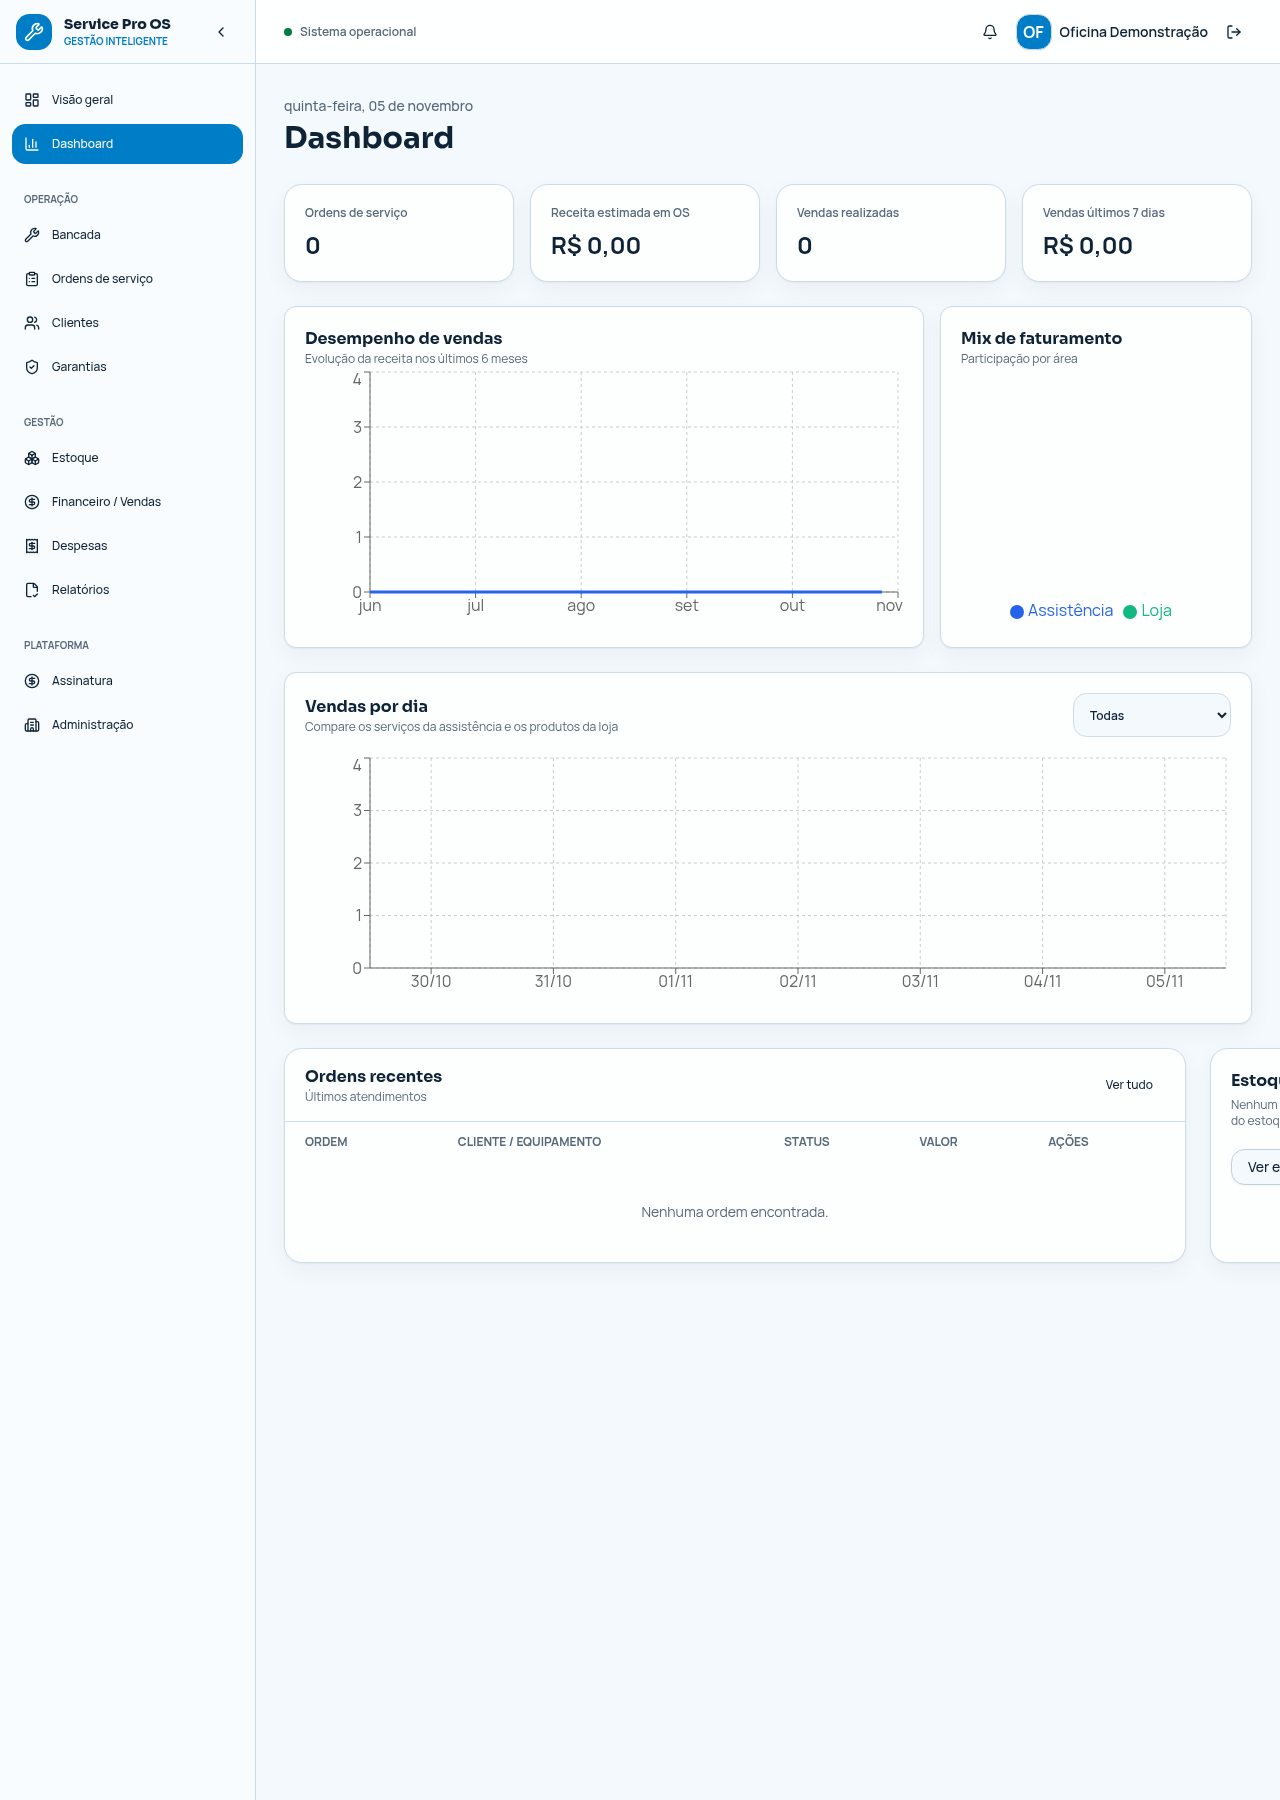 Service Pro OS
GESTÃO INTELIGENTE
Visão geral
Dashboard
OPERAÇÃO
Bancada
Ordens de serviço
Clientes
Garantias
GESTÃO
Estoque
Financeiro / Vendas
Despesas
Relatórios
PLATAFORMA
Assinatura
Administração
Sistema operacional
OF
Oficina Demonstração
quinta-feira, 05 de novembro
Dashboard
Ordens de serviço
0
Receita estimada em OS
R$ 0,00
Vendas realizadas
0
Vendas últimos 7 dias
R$ 0,00
Desempenho de vendas
Evolução da receita nos últimos 6 meses
4
3
2
1
0
jun jul ago set out nov
Mix de faturamento
Participação por área
Assistência Loja
Vendas por dia
Compare os serviços da assistência e os produtos da loja
Todas
4
3
2
1
0
30/10 31/10 01/11 02/11 03/11 04/11 05/11
Ordens recentes
Últimos atendimentos
Ver tudo
ORDEM CLIENTE / EQUIPAMENTO STATUS VALOR AÇÕES
Nenhuma ordem encontrada.
Nenhum
do
Ver